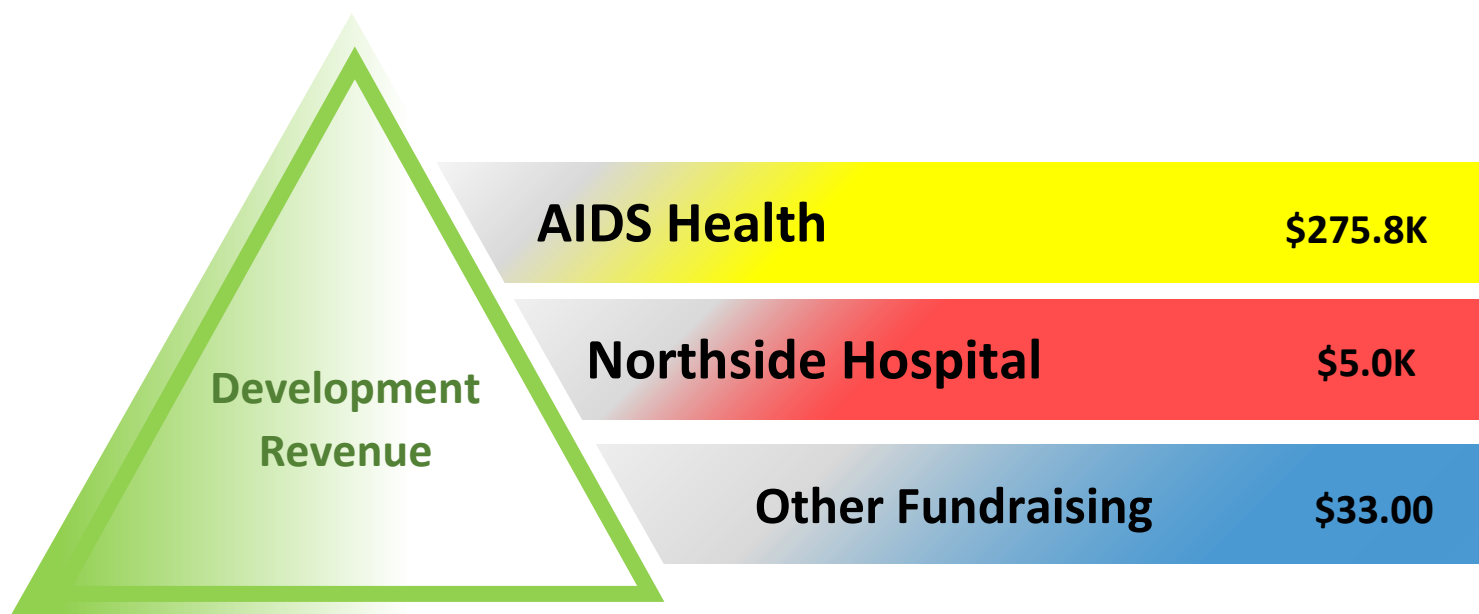 AIDS Health $275.8K
Northside Hospital $5.0K
Development
Revenue
Other Fundraising $33.00